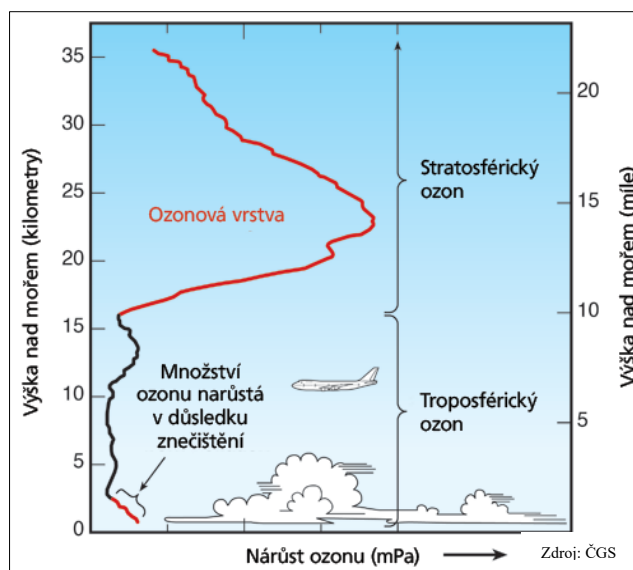 35
30
25
20
15
10
5
0
Výška nad mořem (kilometry)
Ozonová vrstva
Množství
ozonu narůstá
v důsledku
znečištění
Stratosférický
ozon
Troposférický
ozon
20
15
10
5
Výška nad mořem (míle)
Nárůst ozonu (mPa)
Zdroj: ČGS